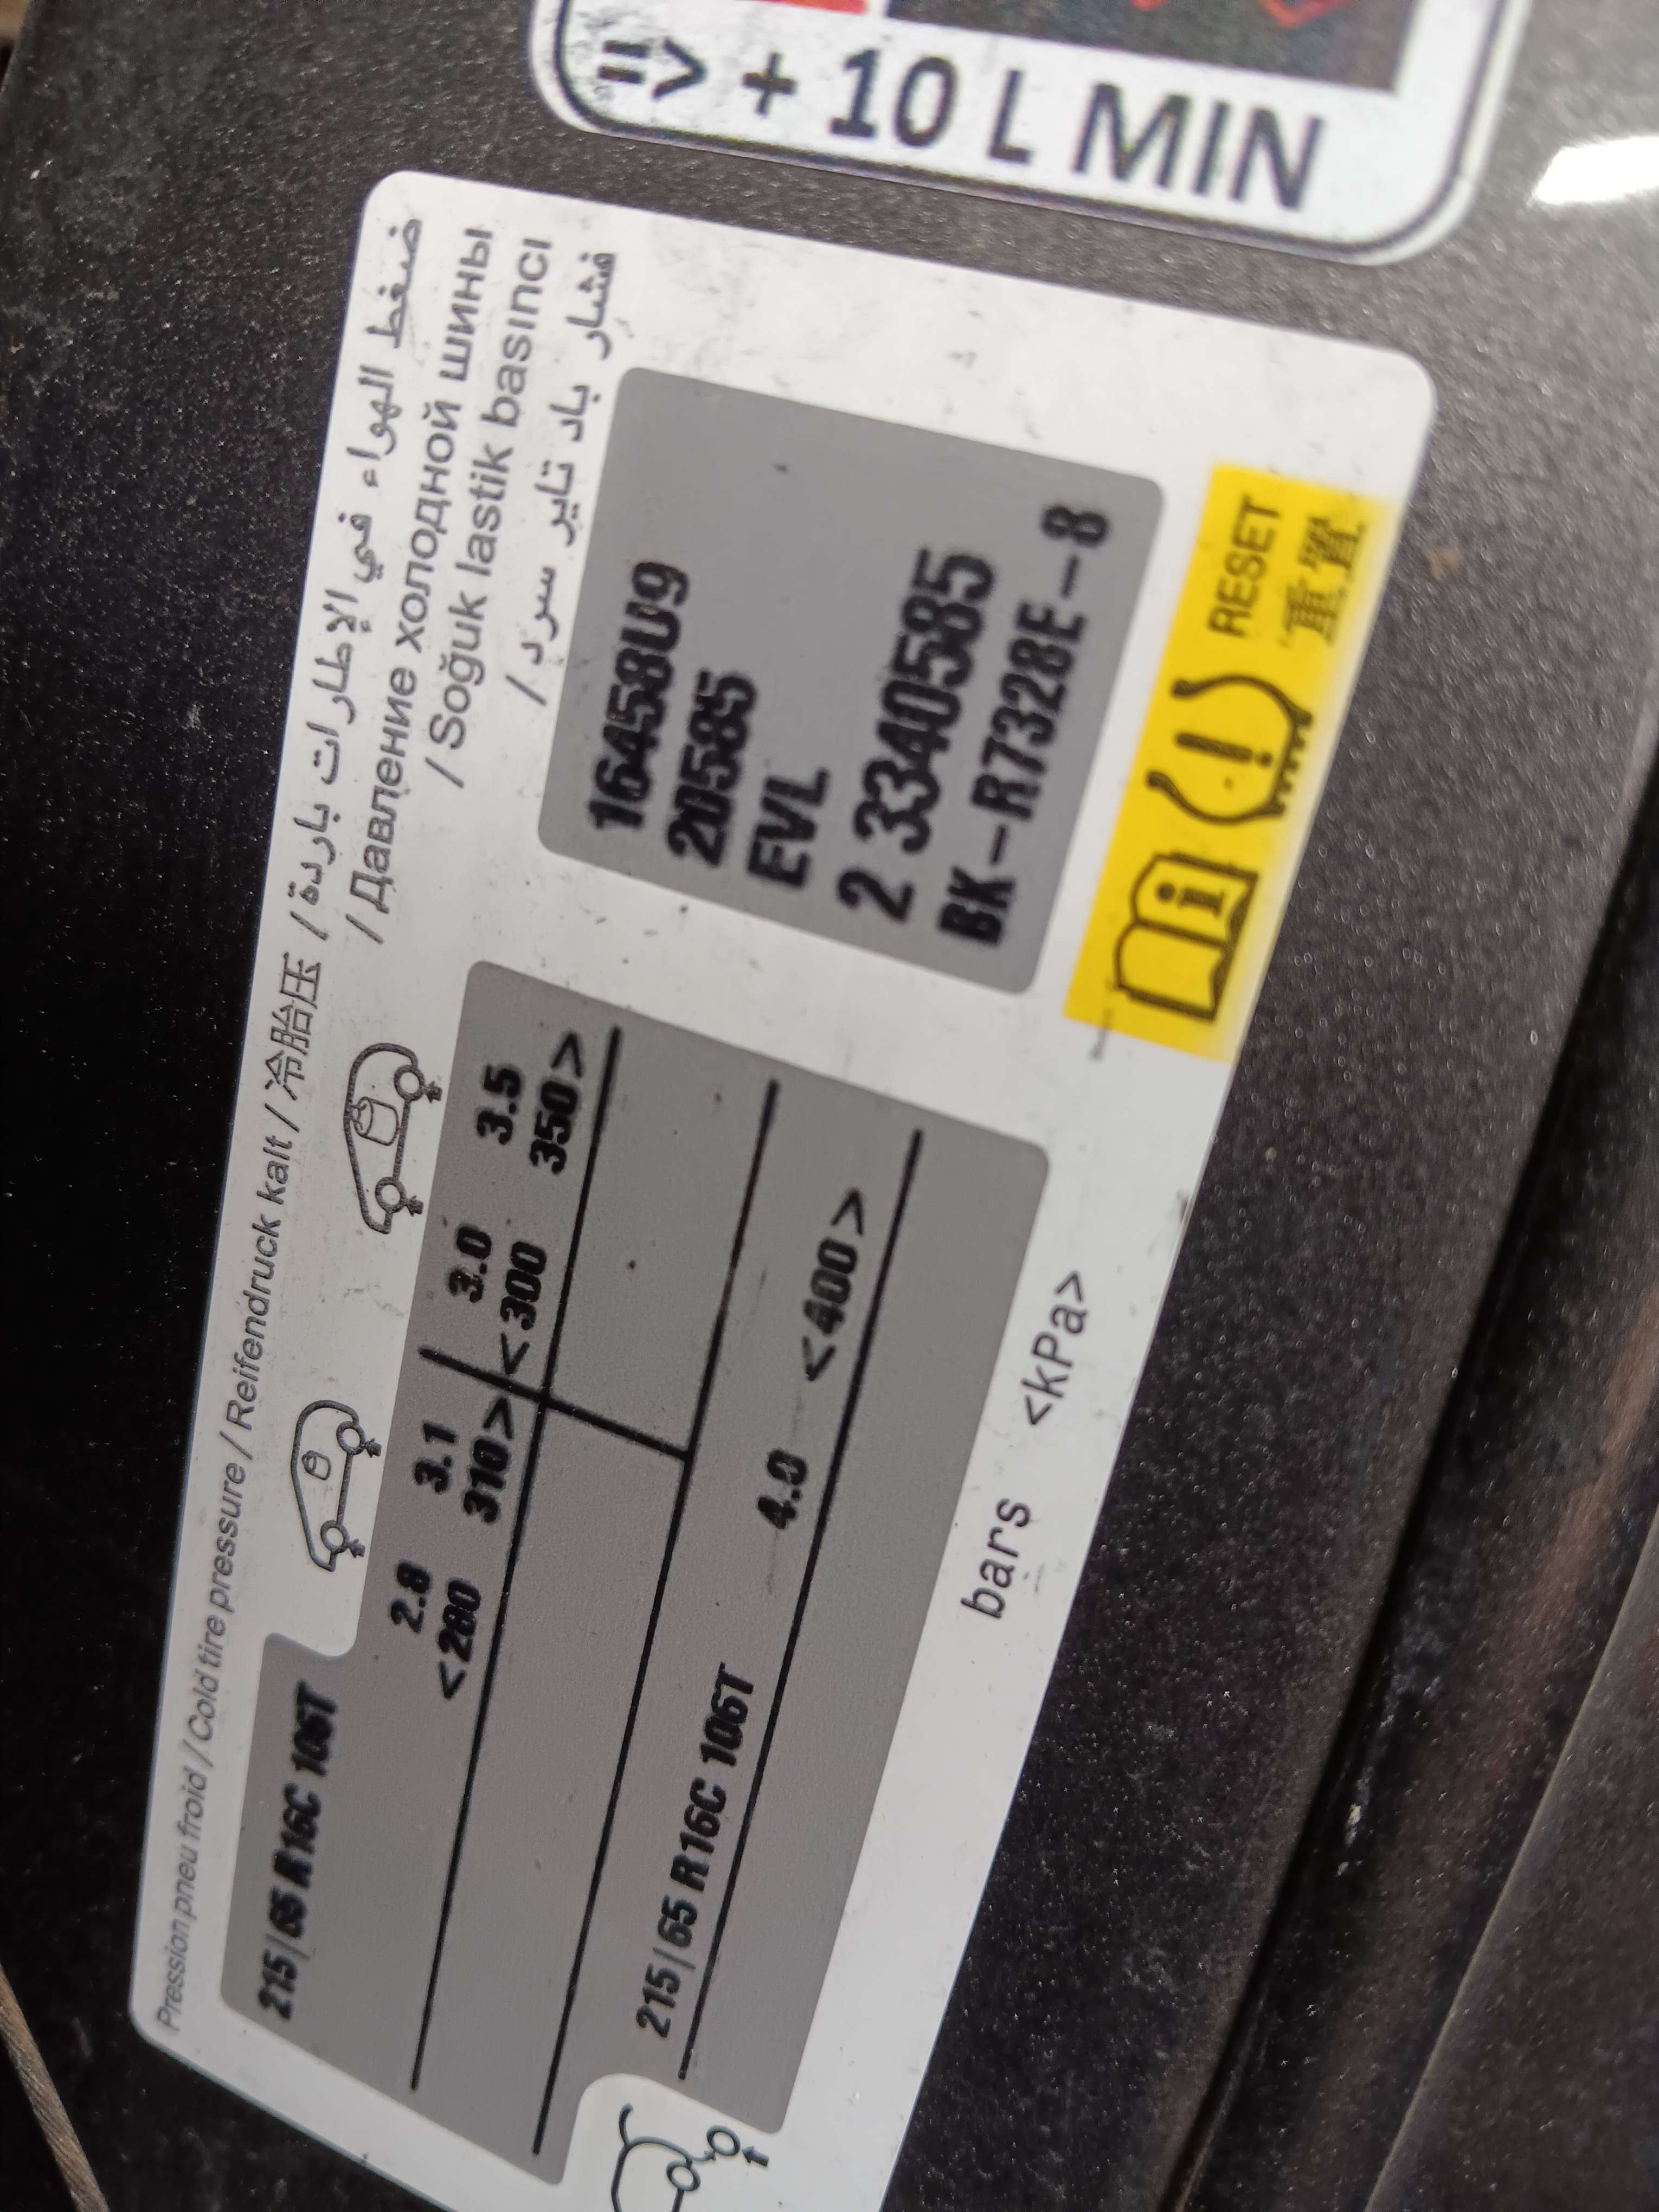 Pression pneu froid / Cold tire pressure / Reifendruck kalt / 冷胎压 / ضغط الهواء في الإطارات باردة
/ Давление холодной шины
/ Soğuk lastik basıncı
/ فشار باد تایر سرد
215|65 R16C 106T
2.8 3.1 3.0 3.5
<280 310> <300 350>
215|65 R16C 106T
4.0 <400>
bars <kPa>
16458U9
20585
EVL
2 3340585
BK-R7328E-8
i RESET
重置
=> + 10 L MIN